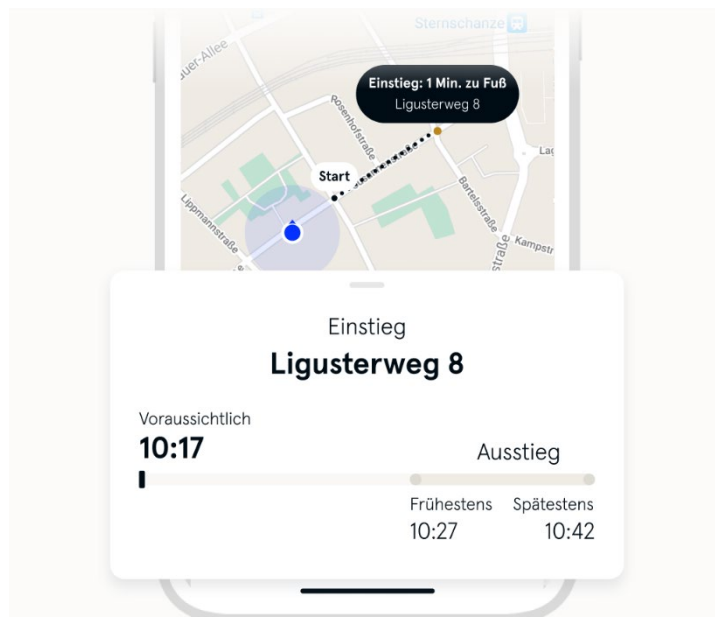 Sternschanze
Einstieg: 1 Min. zu Fuß
Ligusterweg 8
uer-Allee
Rosenhofstraße
Start
Lag
Lippmannstraße
Bartelsstraße
Kampstr
straße
Einstieg
Ligusterweg 8
Voraussichtlich
10:17
Ausstieg
Frühestens Spätestens
10:27 10:42